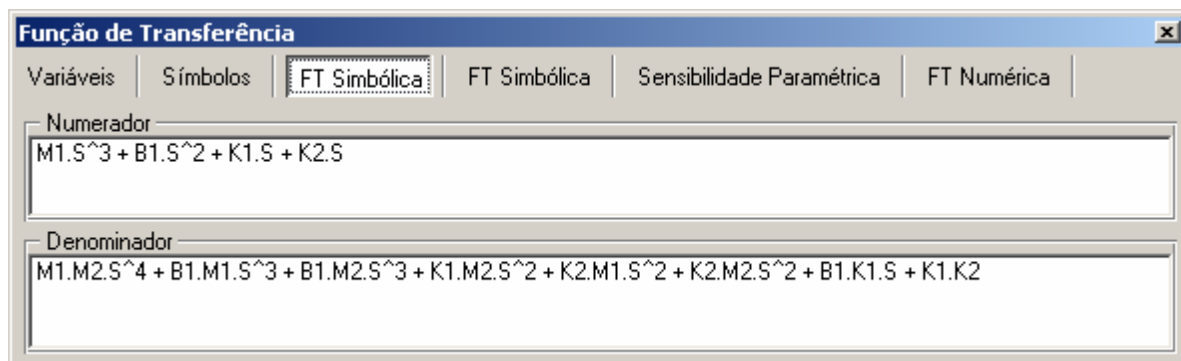 Função de Transferência
Variáveis Símbolos FT Simbólica FT Simbólica Sensibilidade Paramétrica FT Numérica
Numerador
M1.S^3 + B1.S^2 + K1.S + K2.S
Denominador
M1.M2.S^4 + B1.M1.S^3 + B1.M2.S^3 + K1.M2.S^2 + K2.M1.S^2 + K2.M2.S^2 + B1.K1.S + K1.K2